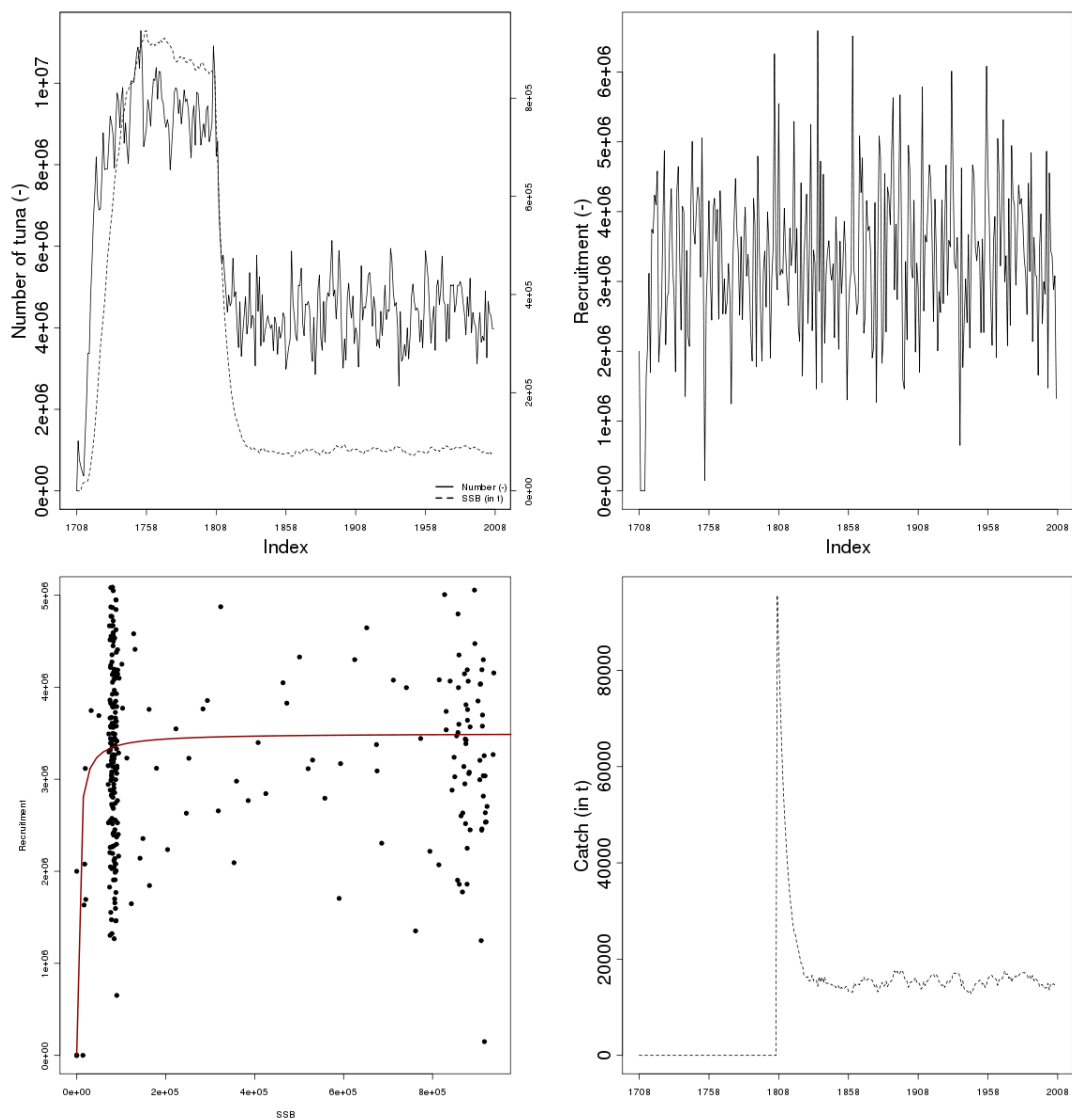 Number of tuna (-)
0e+00 2e+06 4e+06 6e+06 8e+06 1e+07
0e+00 2e+05 4e+05 6e+05 8e+05
Number (-)
SSB (in t)
1708 1758 1808 1858 1908 1958 2008
Index
Recruitment (-)
0e+00 1e+06 2e+06 3e+06 4e+06 5e+06 6e+06
1708 1758 1808 1858 1908 1958 2008
Index
Recruitment
0e+00 1e+06 2e+06 3e+06 4e+06 5e+06
0e+00 2e+05 4e+05 6e+05 8e+05
SSB
Catch (in t)
0 20000 40000 60000 80000
1708 1758 1808 1858 1908 1958 2008